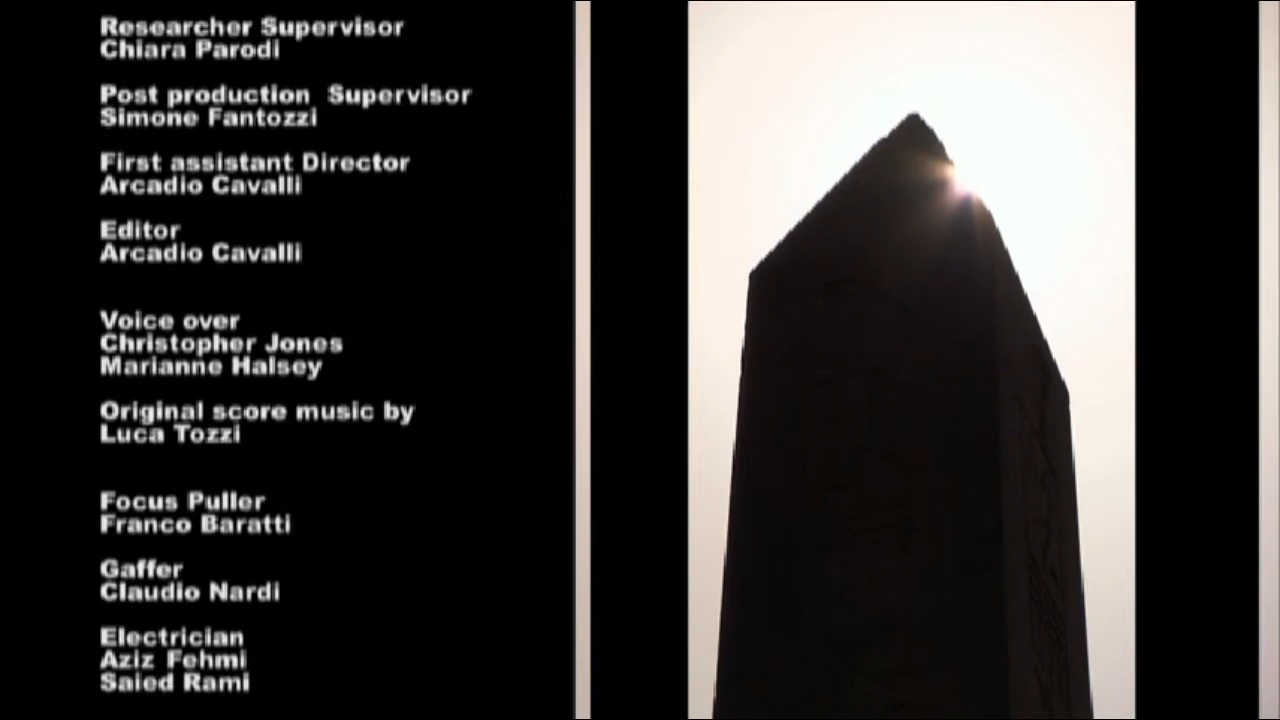 Researcher Supervisor
Chiara Parodi
Post production  Supervisor
Simone Fantozzi
First assistant Director
Arcadio Cavalli
Editor
Arcadio Cavalli
Voice over
Christopher Jones
Marianne Halsey
Original score music by
Luca Tozzi
Focus Puller
Franco Baratti
Gaffer
Claudio Nardi
Electrician
Aziz Fehmi
Saied Rami